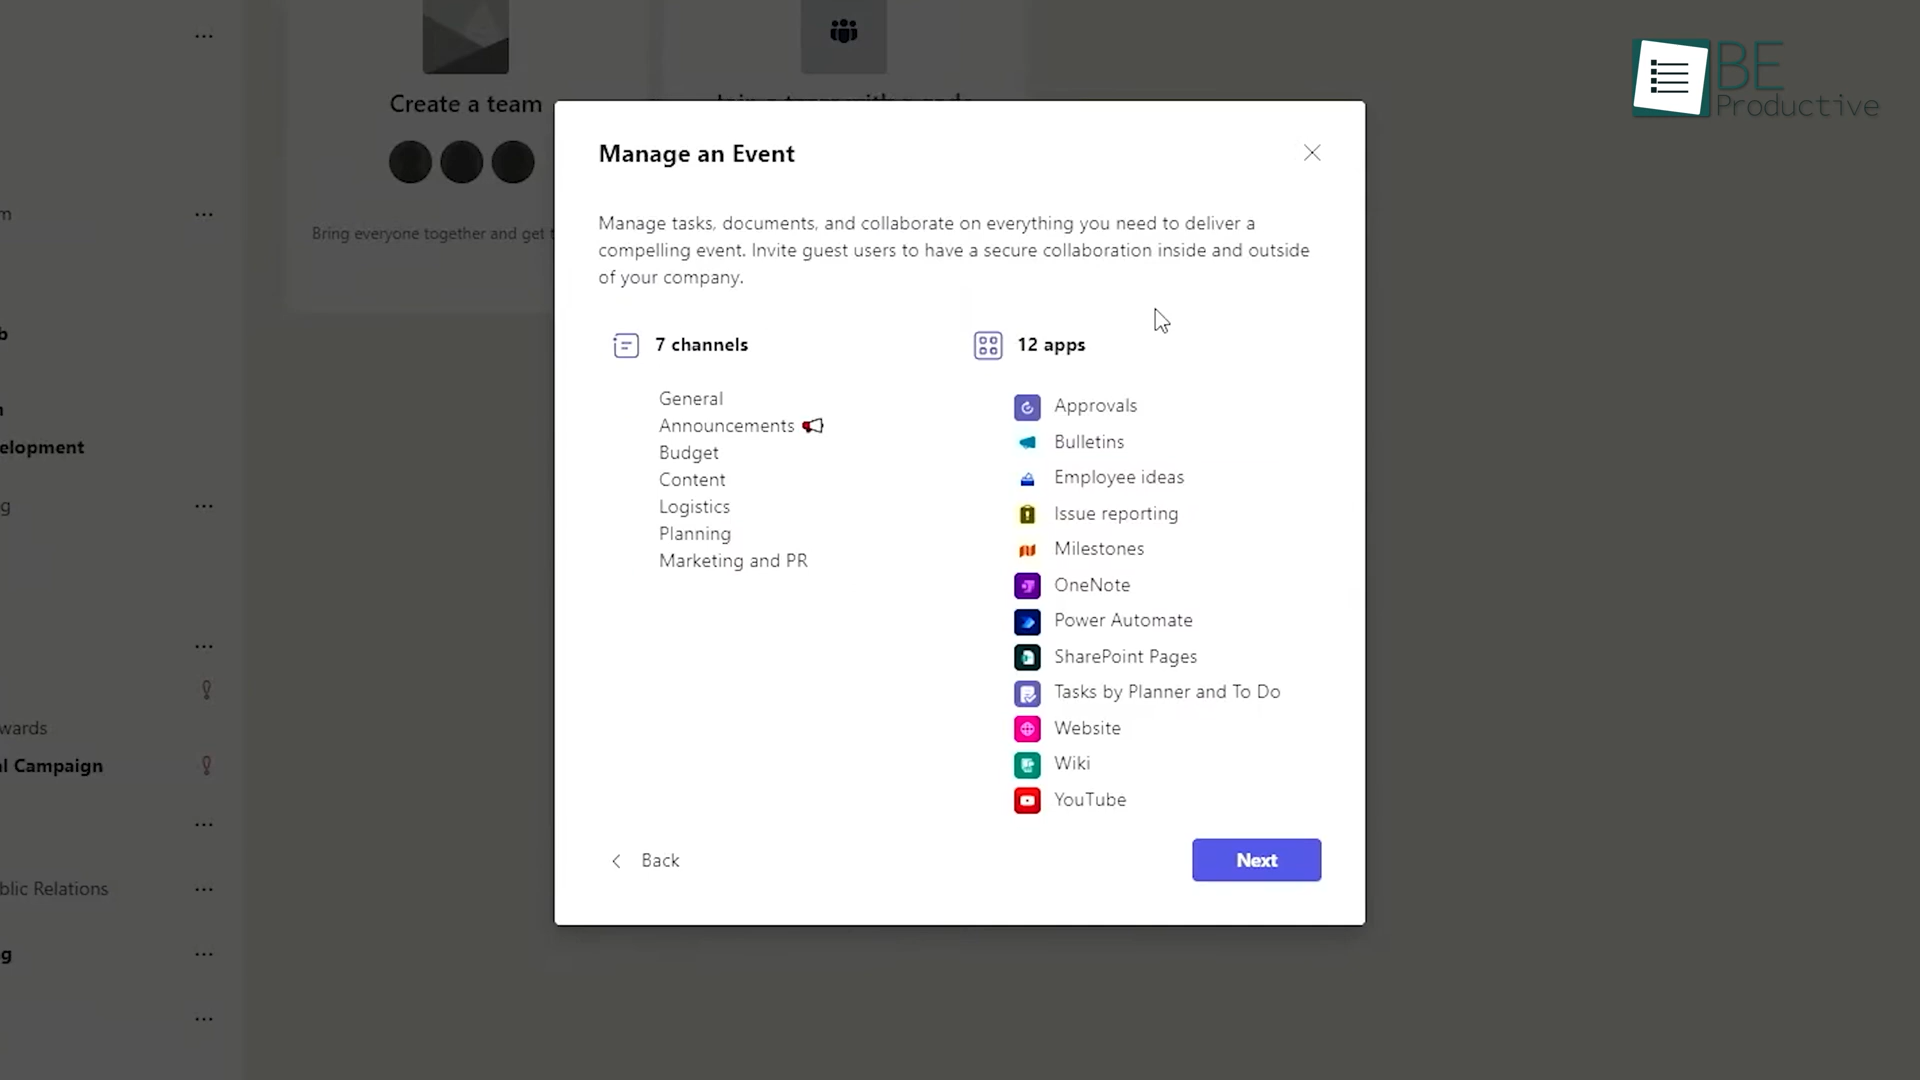 BE
Productive
Create a team
Bring everyone together and get
Manage an Event
Manage tasks, documents, and collaborate on everything you need to deliver a
compelling event. Invite guest users to have a secure collaboration inside and outside
of your company.
7 channels
General
Announcements
Budget
Content
Logistics
Planning
Marketing and PR
12 apps
Approvals
Bulletins
Employee ideas
Issue reporting
Milestones
OneNote
Power Automate
SharePoint Pages
Tasks by Planner and To Do
Website
Wiki
YouTube
Back
Next
elopment
wards
l Campaign
blic Relations